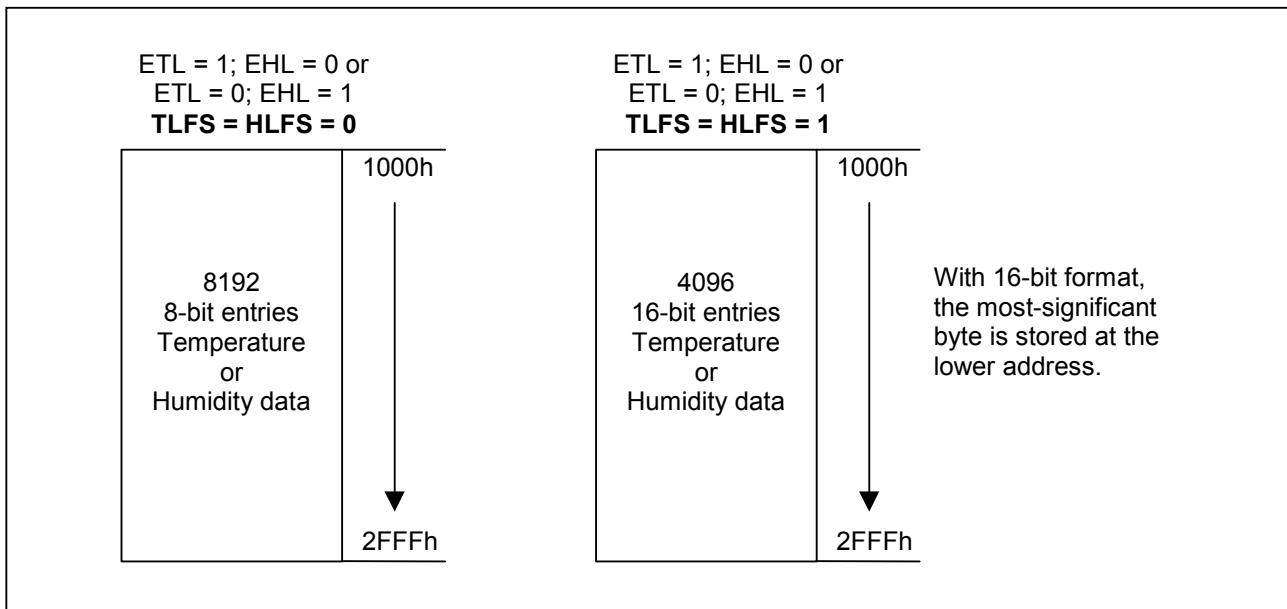 ETL = 1; EHL = 0 or
ETL = 0; EHL = 1
TLFS = HLFS = 0
1000h
8192
8-bit entries
Temperature
or
Humidity data
2FFFh
ETL = 1; EHL = 0 or
ETL = 0; EHL = 1
TLFS = HLFS = 1
1000h
4096
16-bit entries
Temperature
or
Humidity data
2FFFh
With 16-bit format,
the most-significant
byte is stored at the
lower address.